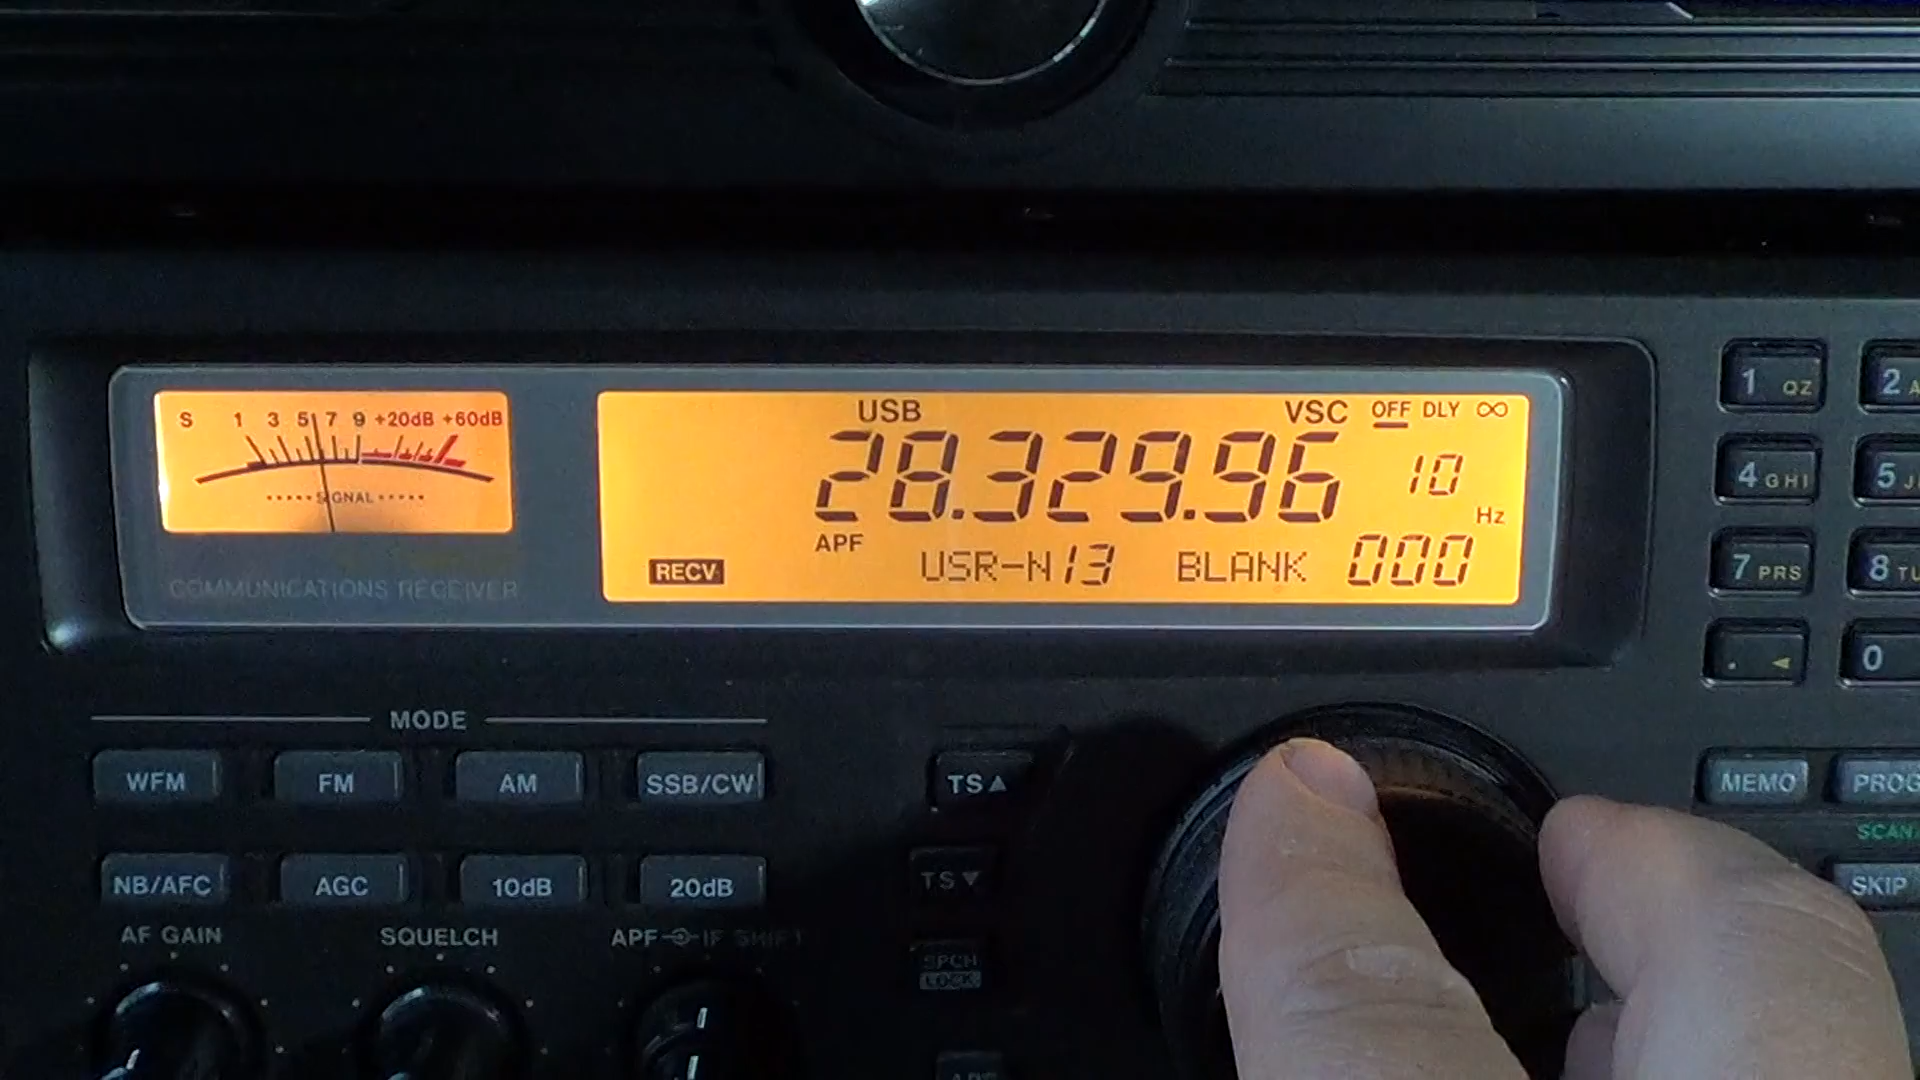 S 1 3 5 7 9 +20dB +60dB
SIGNAL
COMMUNICATIONS RECEIVER
USB VSC OFF DLY ∞
28.329.96 10
Hz
APF
RECV USR-N 13 BLANK 000
1 QZ 2
4 GHI 5
7 PRS 8
. ◄ 0
MODE
WFM FM AM SSB/CW
NB/AFC AGC 10dB 20dB
AF GAIN SQUELCH APF IF SHIFT
TS▲
TS▼
SPCH
LOCK
MEMO PROG
SCAN
SKIP